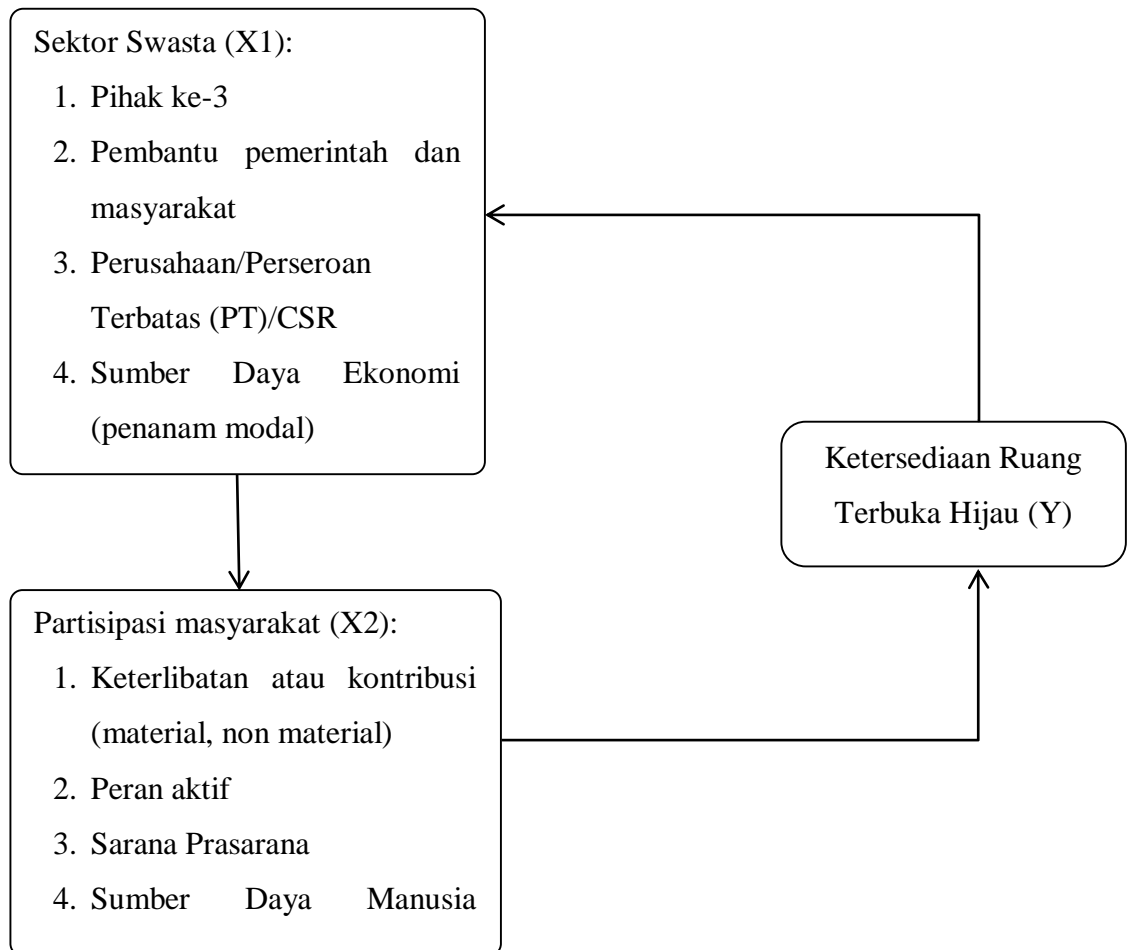 Sektor Swasta (X1):
1. Pihak ke-3
2. Pembantu pemerintah dan
masyarakat
3. Perusahaan/Perseroan
Terbatas (PT)/CSR
4. Sumber Daya Ekonomi
(penanam modal)
Ketersediaan Ruang
Terbuka Hijau (Y)
Partisipasi masyarakat (X2):
1. Keterlibatan atau kontribusi
(material, non material)
2. Peran aktif
3. Sarana Prasarana
4. Sumber Daya Manusia